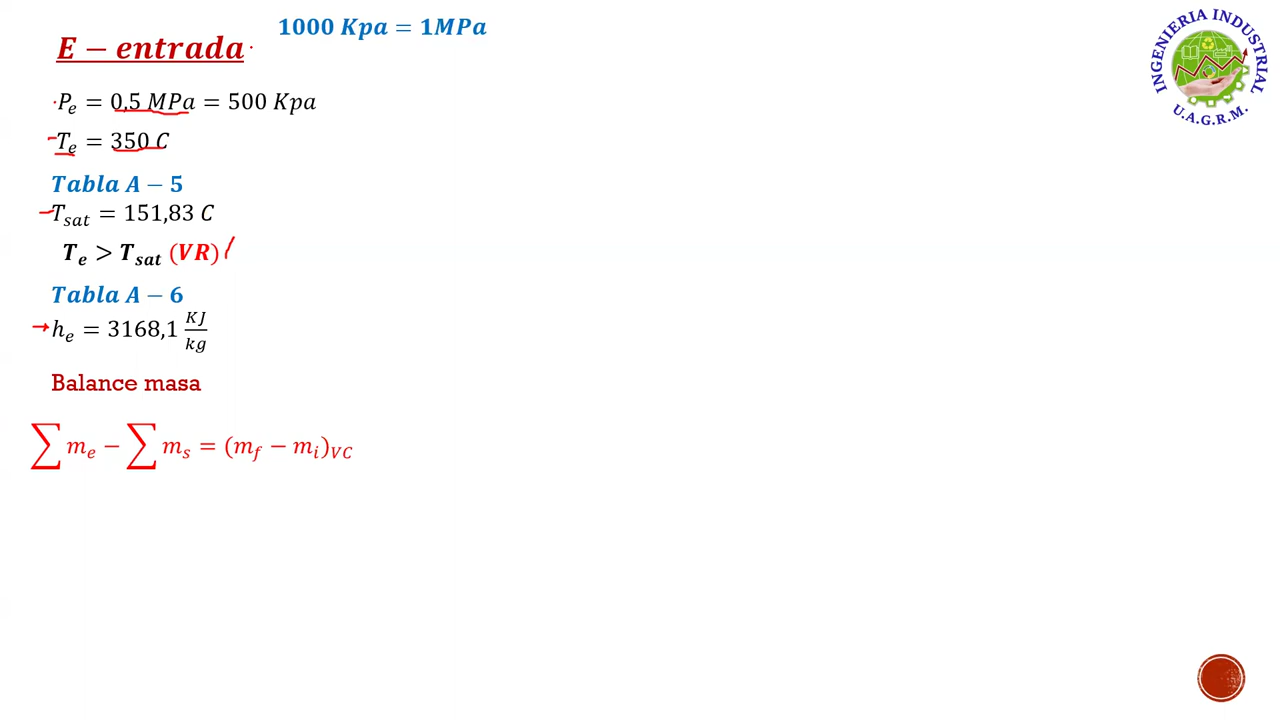 1000 Kpa = 1MPa
E − entrada
P_e = 0,5 MPa = 500 Kpa
T_e = 350 C
Tabla A − 5
T_sat = 151,83 C
T_e > T_sat (VR)
Tabla A − 6
h_e = 3168,1 KJ/kg
Balance masa
∑ m_e − ∑ m_s = (m_f − m_i)_VC
INGENIERIA INDUSTRIAL
U.A.G.R.M.